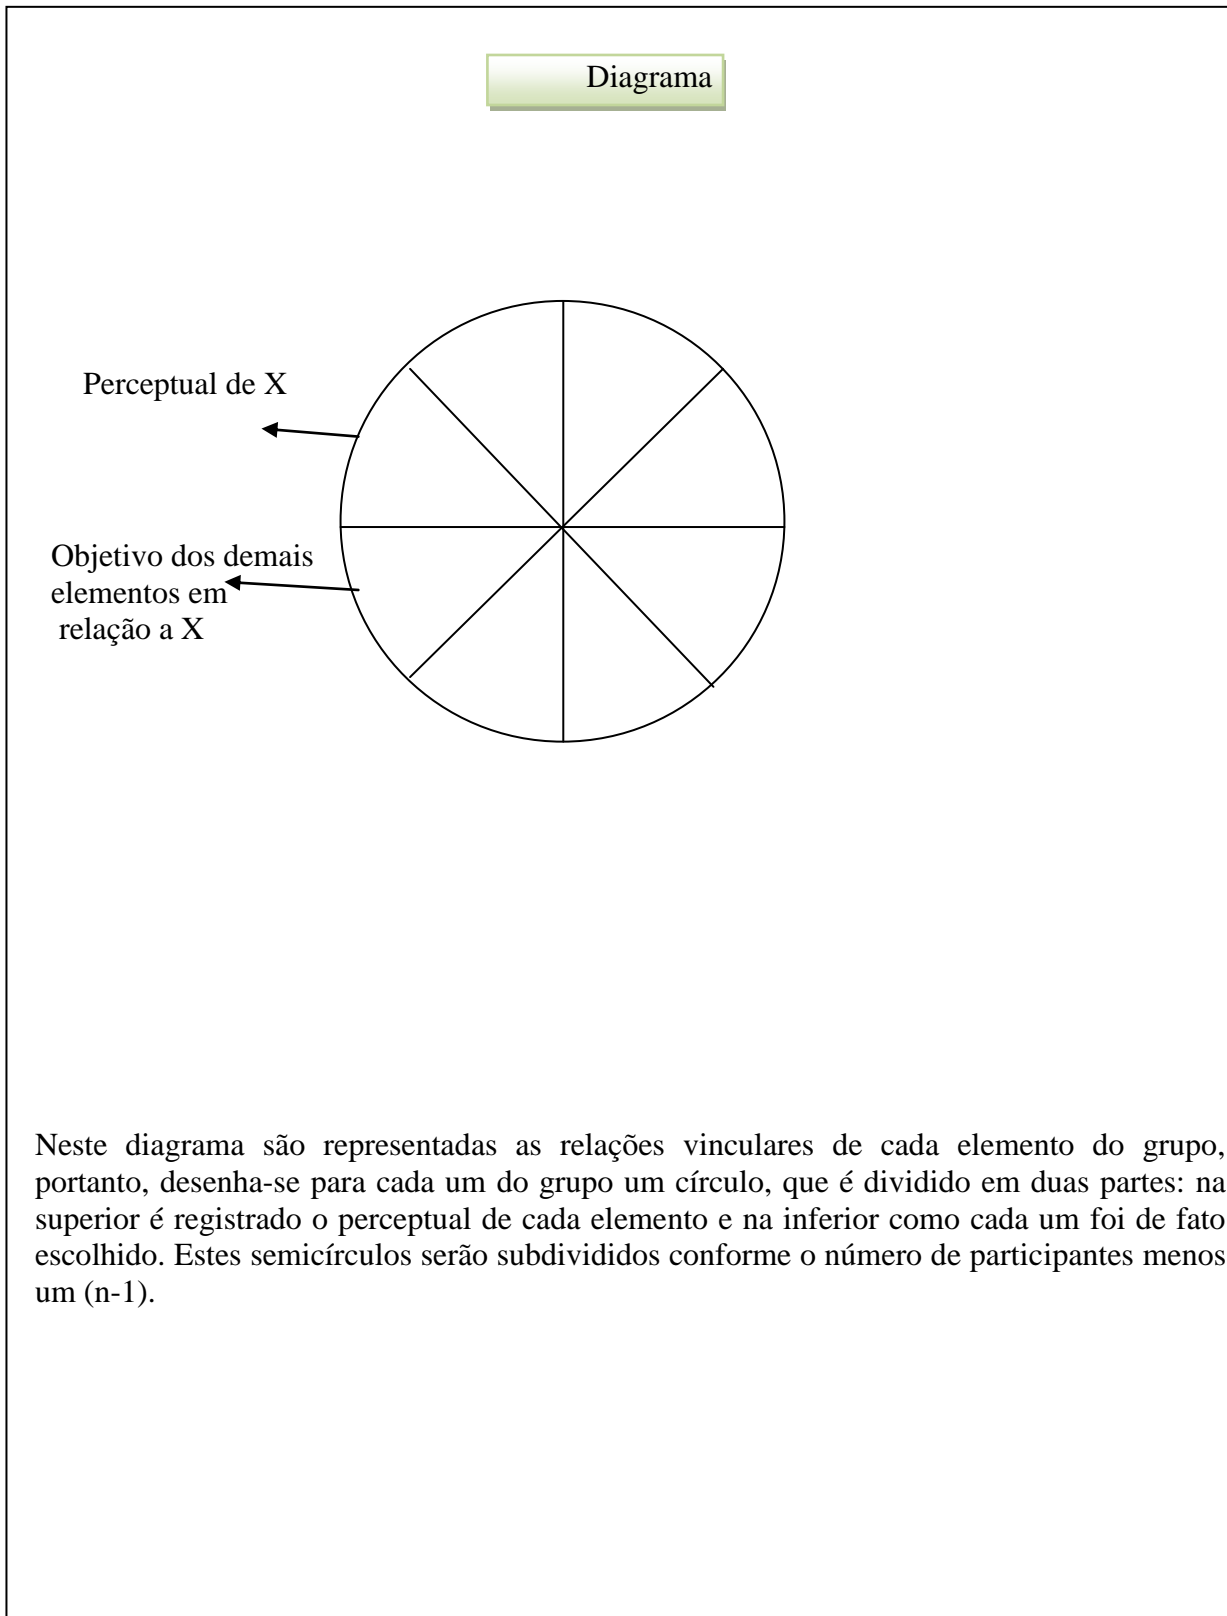 Diagrama
Perceptual de X
Objetivo dos demais
elementos em
relação a X
Neste diagrama são representadas as relações vinculares de cada elemento do grupo,
portanto, desenha-se para cada um do grupo um círculo, que é dividido em duas partes: na
superior é registrado o perceptual de cada elemento e na inferior como cada um foi de fato
escolhido. Estes semicírculos serão subdivididos conforme o número de participantes menos
um (n-1).